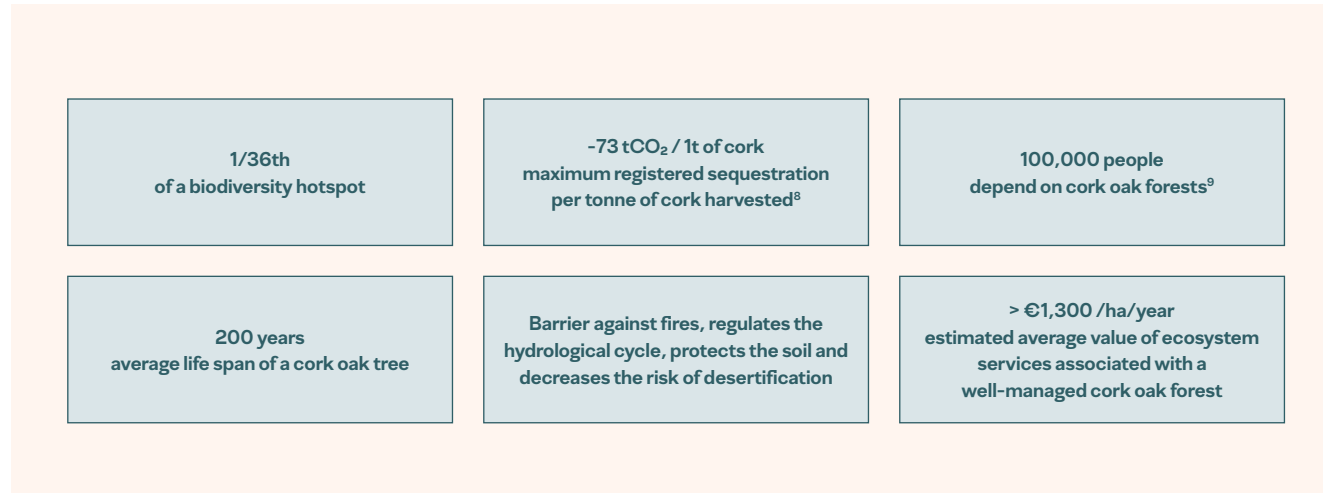 1/36th
of a biodiversity hotspot
-73 tCO₂ / 1t of cork
maximum registered sequestration
per tonne of cork harvested⁸
100,000 people
depend on cork oak forests⁹
200 years
average life span of a cork oak tree
Barrier against fires, regulates the
hydrological cycle, protects the soil and
decreases the risk of desertification
> €1,300 /ha/year
estimated average value of ecosystem
services associated with a
well-managed cork oak forest